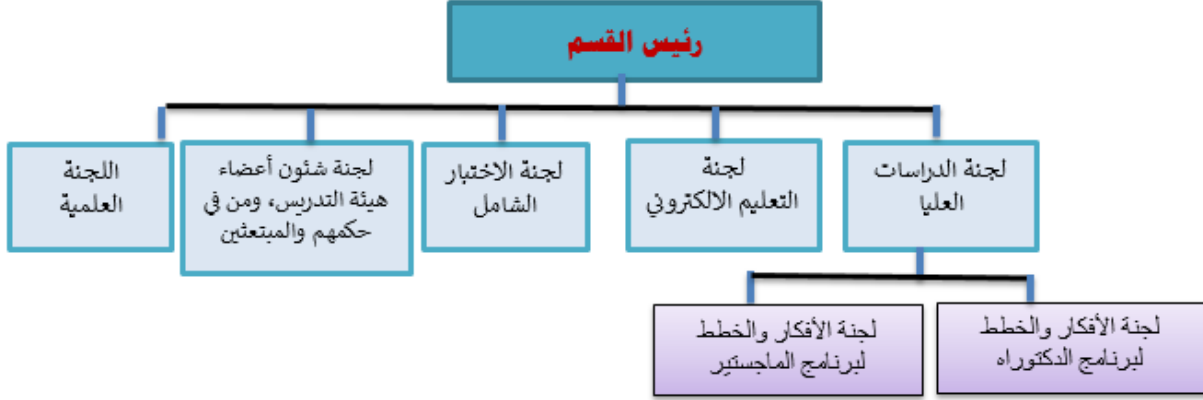 رئيس القسم
لجنة الدراسات
العليا
لجنة
التعليم الالكتروني
لجنة الاختبار
الشامل
لجنة شئون أعضاء
هيئة التدريس، ومن في
حكمهم والمبتعثين
اللجنة
العلمية
لجنة الأفكار والخطط
لبرنامج الدكتوراه
لجنة الأفكار والخطط
لبرنامج الماجستير